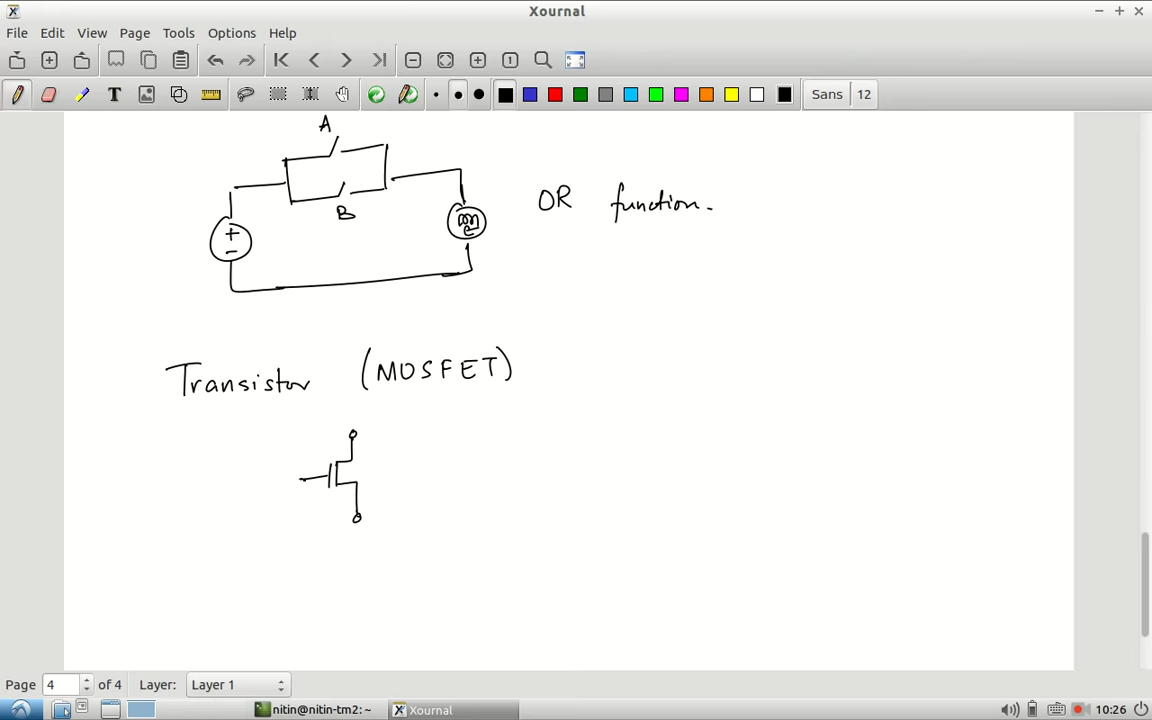 Xournal
File Edit View Page Tools Options Help
Sans 12
A
B
OR function.
Transistor (MOSFET)
Page 4 of 4 Layer: Layer 1
nitin@nitin-tm2: ~ Xournal 10:26